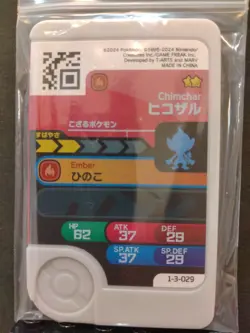 ©2024 Pokémon. ©1995-2024 Nintendo/
Creatures Inc./GAME FREAK inc.
Developed by T-ARTS and MARV
MADE IN CHINA
Chimchar
ヒコザル
こざるポケモン
すばやさ
Ember
ひのこ
HP
62
ATK
37
DEF
29
SP.ATK
37
SP.DEF
29
1-3-029